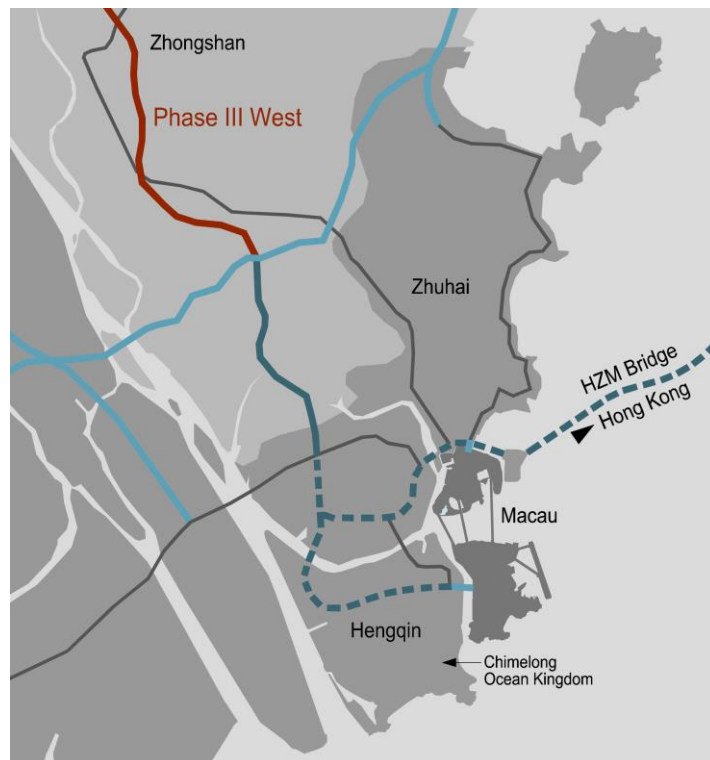 Zhongshan
Phase III West
Zhuhai
HZM Bridge
Hong Kong
Macau
Hengqin
Chimelong
Ocean Kingdom